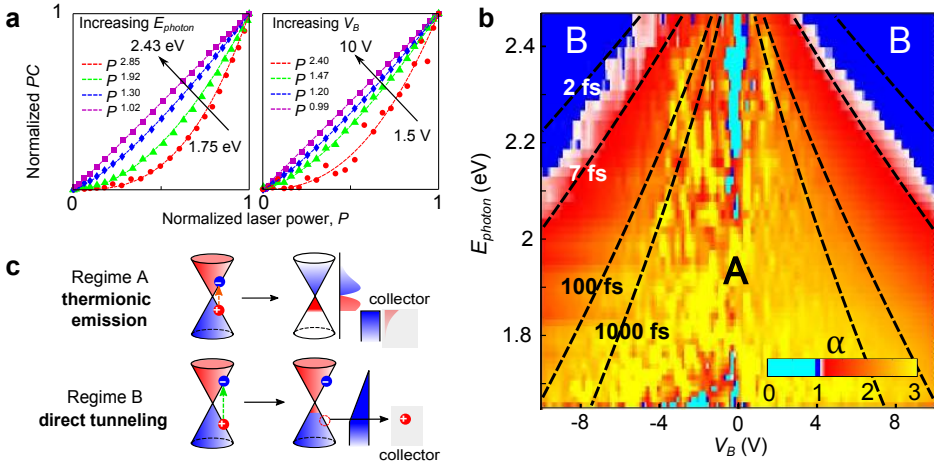 a
Increasing E_photon
2.43 eV
P^2.85
P^1.92
P^1.30
P^1.02
1.75 eV
Increasing V_B
10 V
P^2.40
P^1.47
P^1.20
P^0.99
1.5 V
Normalized PC
1
0
0
1
0
1
Normalized laser power, P
b
B
B
2 fs
7 fs
100 fs
1000 fs
A
α
0 1 2 3
E_photon (eV)
2.4
2.2
2
1.8
-8 -4 0 4 8
V_B (V)
c
Regime A
thermionic
emission
collector
Regime B
direct tunneling
collector